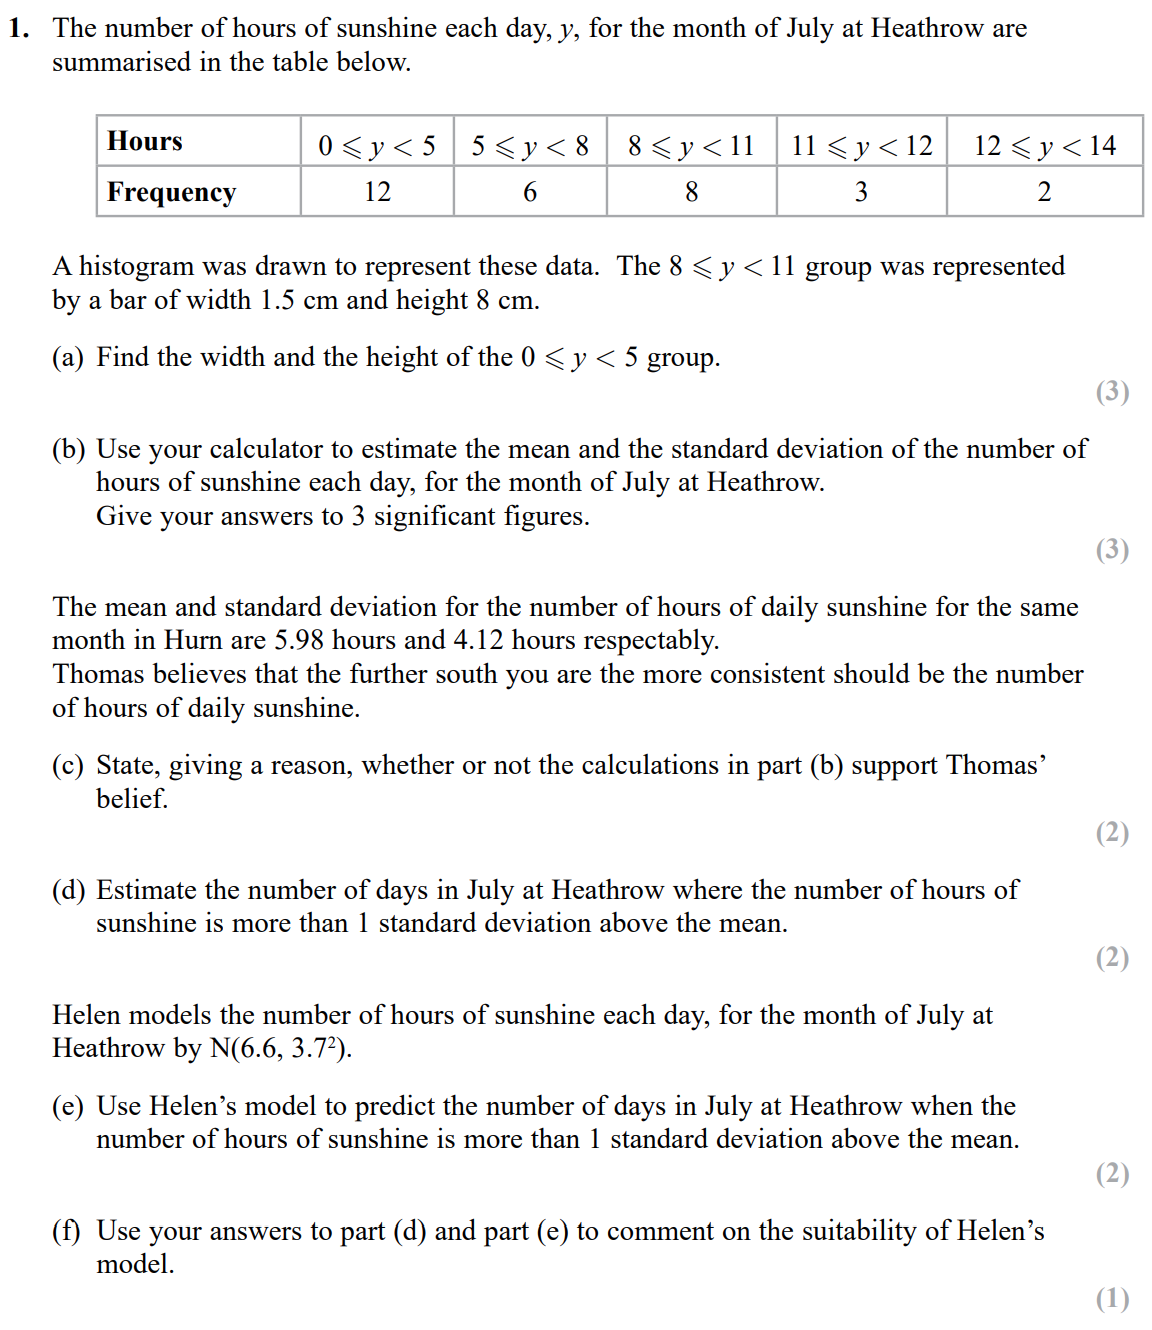 1. The number of hours of sunshine each day, y, for the month of July at Heathrow are
summarised in the table below.
Hours 0 ⩽ y < 5 5 ⩽ y < 8 8 ⩽ y < 11 11 ⩽ y < 12 12 ⩽ y < 14
Frequency 12 6 8 3 2
A histogram was drawn to represent these data. The 8 ⩽ y < 11 group was represented
by a bar of width 1.5 cm and height 8 cm.
(a) Find the width and the height of the 0 ⩽ y < 5 group.
(3)
(b) Use your calculator to estimate the mean and the standard deviation of the number of
hours of sunshine each day, for the month of July at Heathrow.
Give your answers to 3 significant figures.
(3)
The mean and standard deviation for the number of hours of daily sunshine for the same
month in Hurn are 5.98 hours and 4.12 hours respectably.
Thomas believes that the further south you are the more consistent should be the number
of hours of daily sunshine.
(c) State, giving a reason, whether or not the calculations in part (b) support Thomas’
belief.
(2)
(d) Estimate the number of days in July at Heathrow where the number of hours of
sunshine is more than 1 standard deviation above the mean.
(2)
Helen models the number of hours of sunshine each day, for the month of July at
Heathrow by N(6.6, 3.7²).
(e) Use Helen’s model to predict the number of days in July at Heathrow when the
number of hours of sunshine is more than 1 standard deviation above the mean.
(2)
(f) Use your answers to part (d) and part (e) to comment on the suitability of Helen’s
model.
(1)